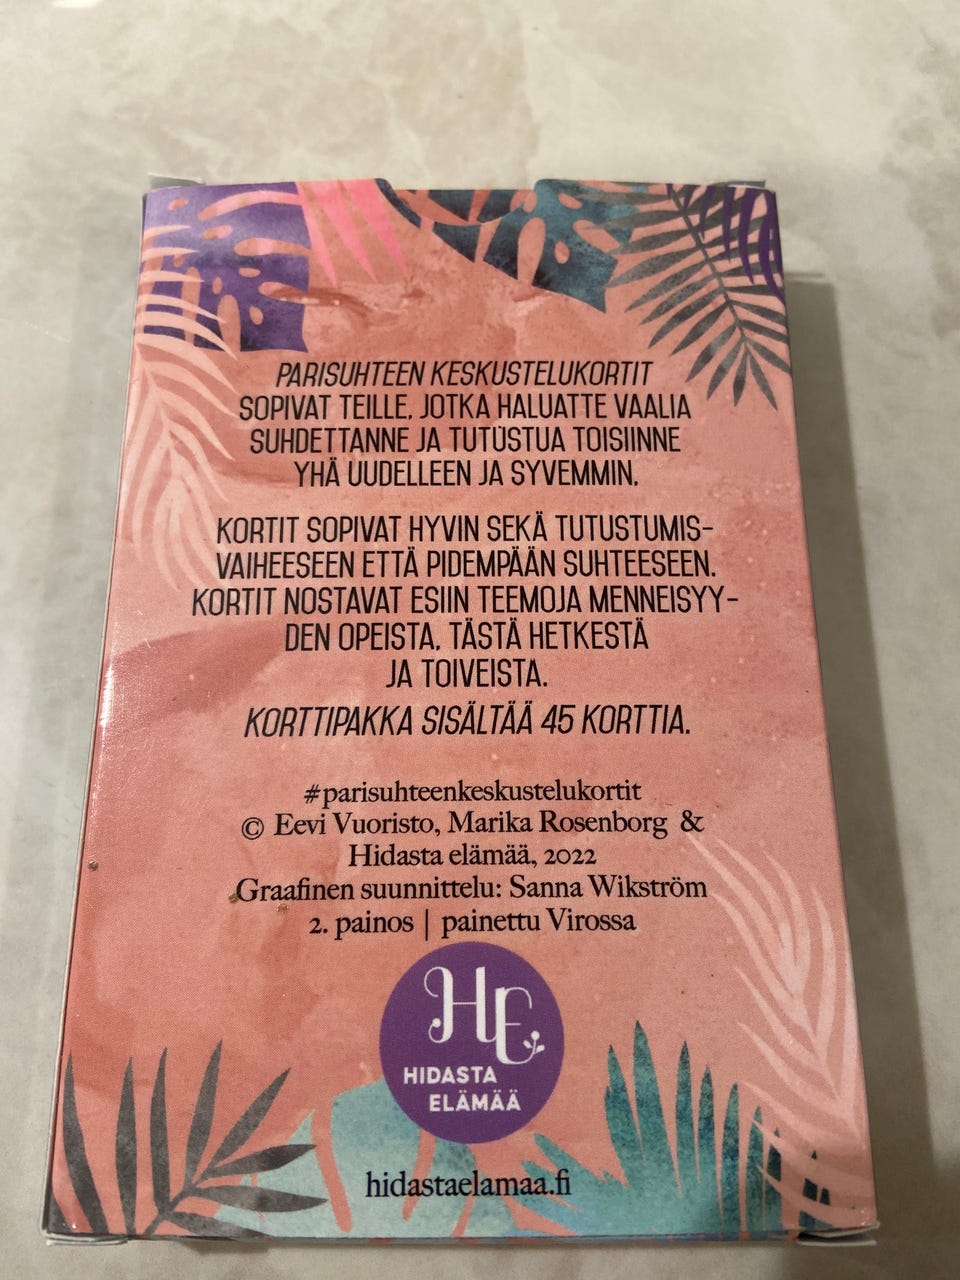 PARISUHTEEN KESKUSTELUKORTIT
SOPIVAT TEILLE, JOTKA HALUATTE VAALIA
SUHDETTANNE JA TUTUSTUA TOISIINNE
YHÄ UUDELLEEN JA SYVEMMIN.
KORTIT SOPIVAT HYVIN SEKÄ TUTUSTUMIS-
VAIHEESEEN ETTÄ PIDEMPÄÄN SUHTEESEEN.
KORTIT NOSTAVAT ESIIN TEEMOJA MENNEISYY-
DEN OPEISTA, TÄSTÄ HETKESTÄ
JA TOIVEISTA.
KORTTIPAKKA SISÄLTÄÄ 45 KORTTIA.
#parisuhteenkeskustelukortit
© Eevi Vuoristo, Marika Rosenborg &
Hidasta elämää, 2022
Graafinen suunnittelu: Sanna Wikström
2. painos | painettu Virossa
HE
HIDASTA
ELÄMÄÄ
hidastaelamaa.fi